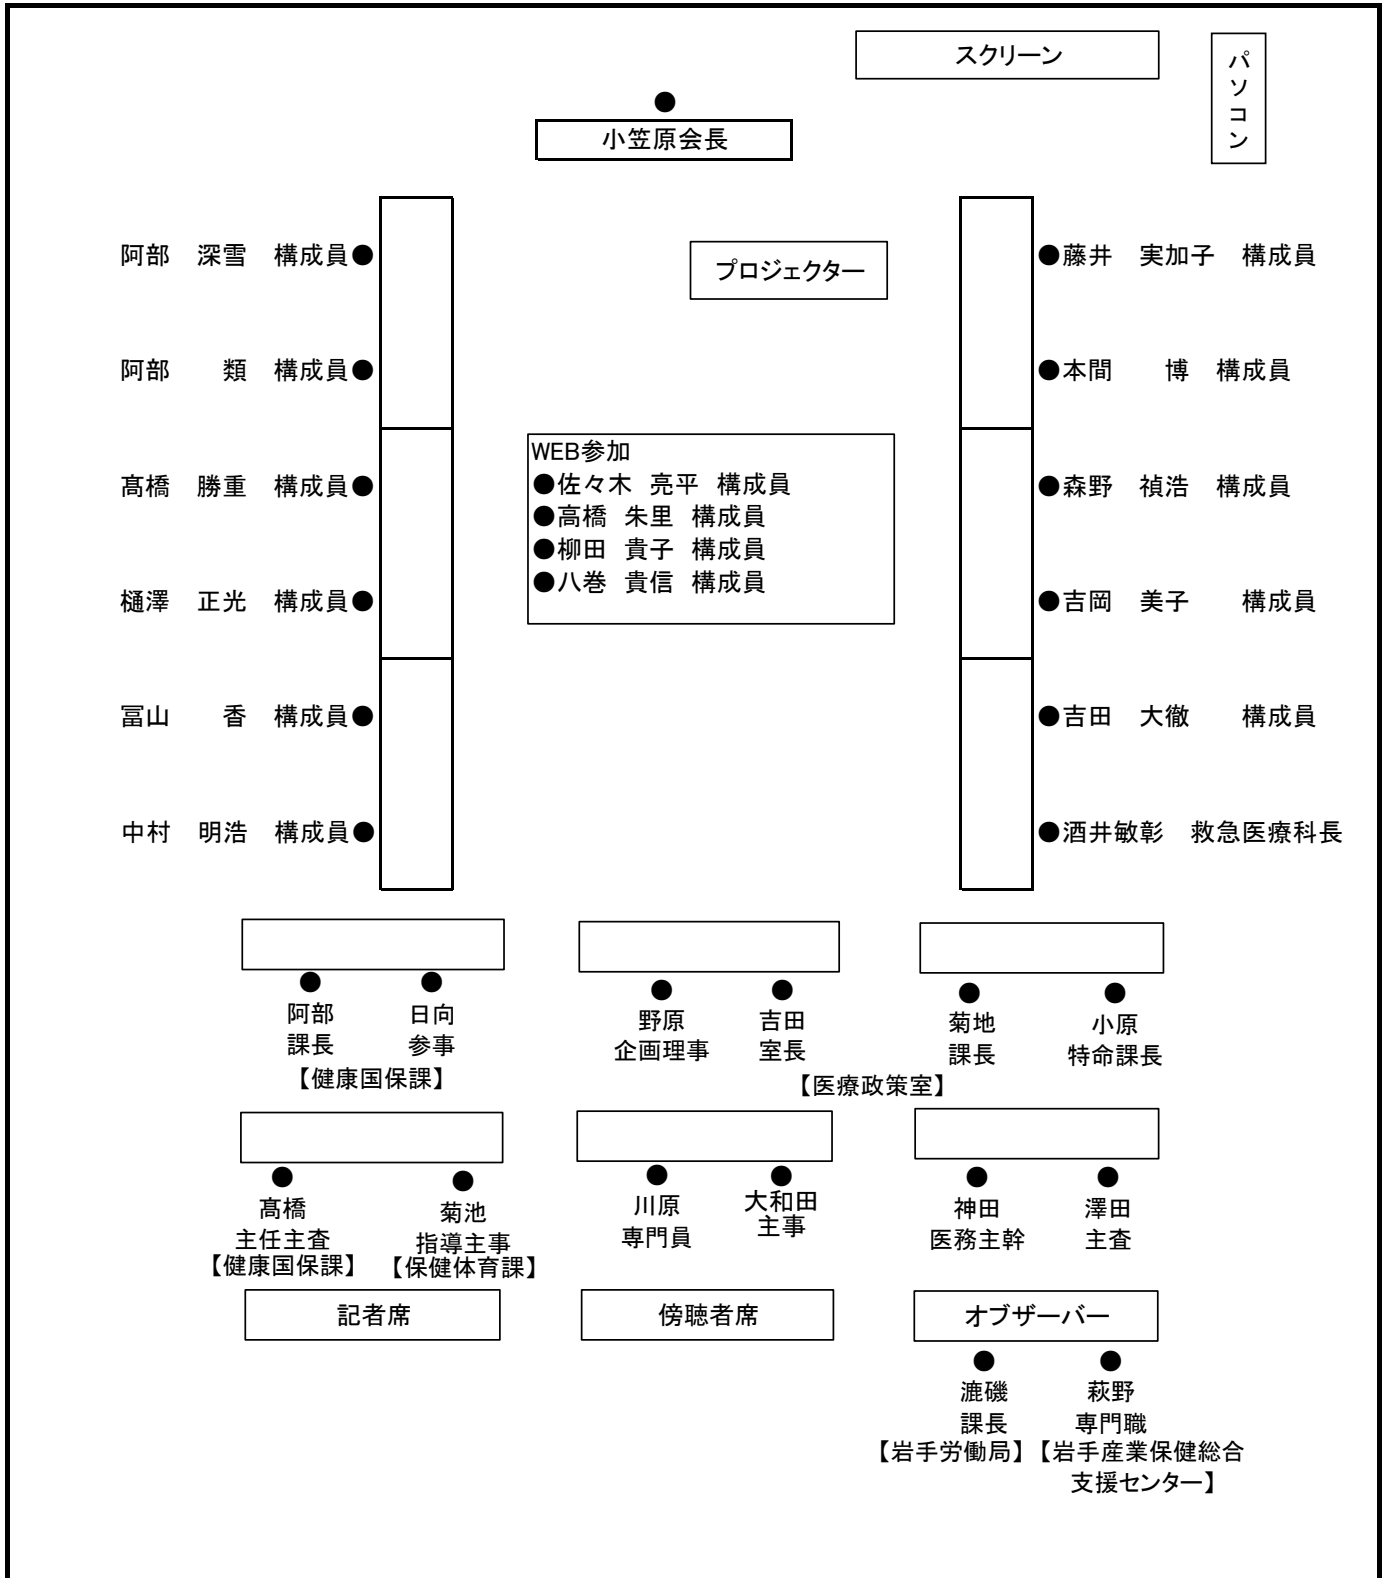 スクリーン
パソコン
小笠原会長
プロジェクター
阿部　深雪　構成員●
阿部　　類　構成員●
髙橋　勝重　構成員●
樋澤　正光　構成員●
冨山　　香　構成員●
中村　明浩　構成員●
WEB参加
●佐々木 亮平 構成員
●高橋 朱里 構成員
●柳田 貴子 構成員
●八巻 貴信 構成員
●藤井　実加子　構成員
●本間　　博　構成員
●森野　禎浩　構成員
●吉岡　美子　　構成員
●吉田　大徹　　構成員
●酒井敏彰　救急医療科長
阿部
課長
日向
参事
【健康国保課】
野原
企画理事
吉田
室長
菊地
課長
小原
特命課長
【医療政策室】
髙橋
主任主査
【健康国保課】
菊池
指導主事
【保健体育課】
川原
専門員
大和田
主事
神田
医務主幹
澤田
主査
記者席
傍聴者席
オブザーバー
漉磯
課長
【岩手労働局】
萩野
専門職
【岩手産業保健総合
支援センター】